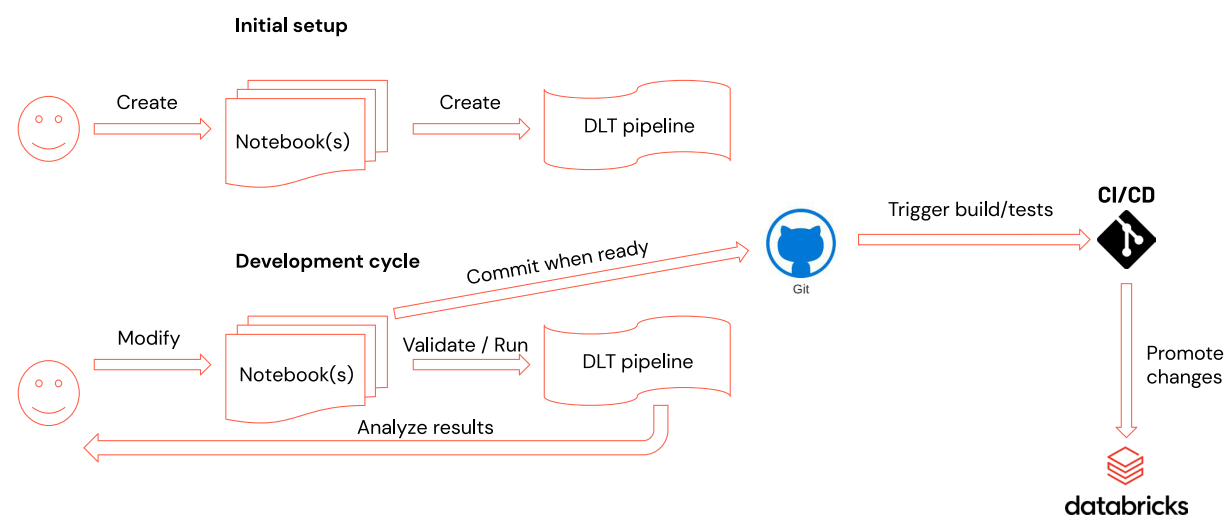 Initial setup
Create
Notebook(s)
Create
DLT pipeline
Development cycle
Modify
Notebook(s)
Validate / Run
DLT pipeline
Analyze results
Commit when ready
Git
Trigger build/tests
CI/CD
Promote
changes
databricks